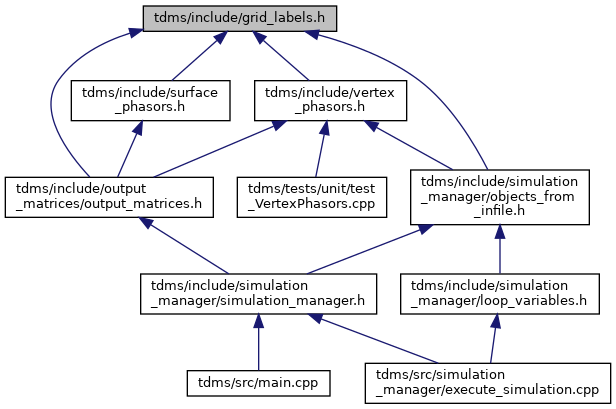 tdms/include/grid_labels.h
tdms/include/surface
_phasors.h
tdms/include/vertex
_phasors.h
tdms/include/output
_matrices/output_matrices.h
tdms/tests/unit/test
_VertexPhasors.cpp
tdms/include/simulation
_manager/objects_from
_infile.h
tdms/include/simulation
_manager/simulation_manager.h
tdms/include/simulation
_manager/loop_variables.h
tdms/src/main.cpp
tdms/src/simulation
_manager/execute_simulation.cpp